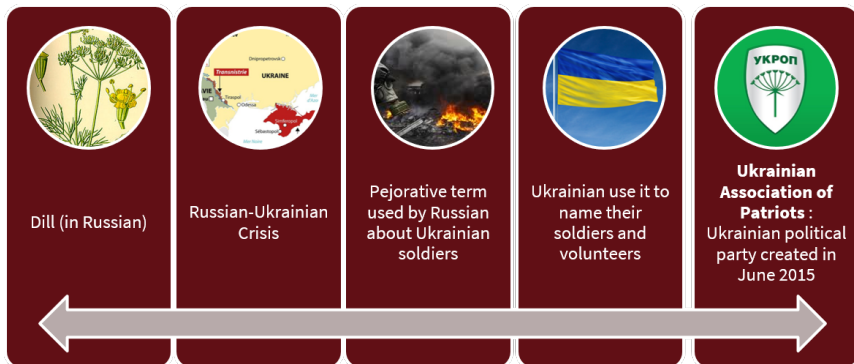 UKRAINE
Transnistrie
Tiraspol
Odessa
УКРОП
Dill (in Russian)
Russian-Ukrainian
Crisis
Pejorative term
used by Russian
about Ukrainian
soldiers
Ukrainian use it to
name their
soldiers and
volunteers
Ukrainian
Association of
Patriots :
Ukrainian political
party created in
June 2015